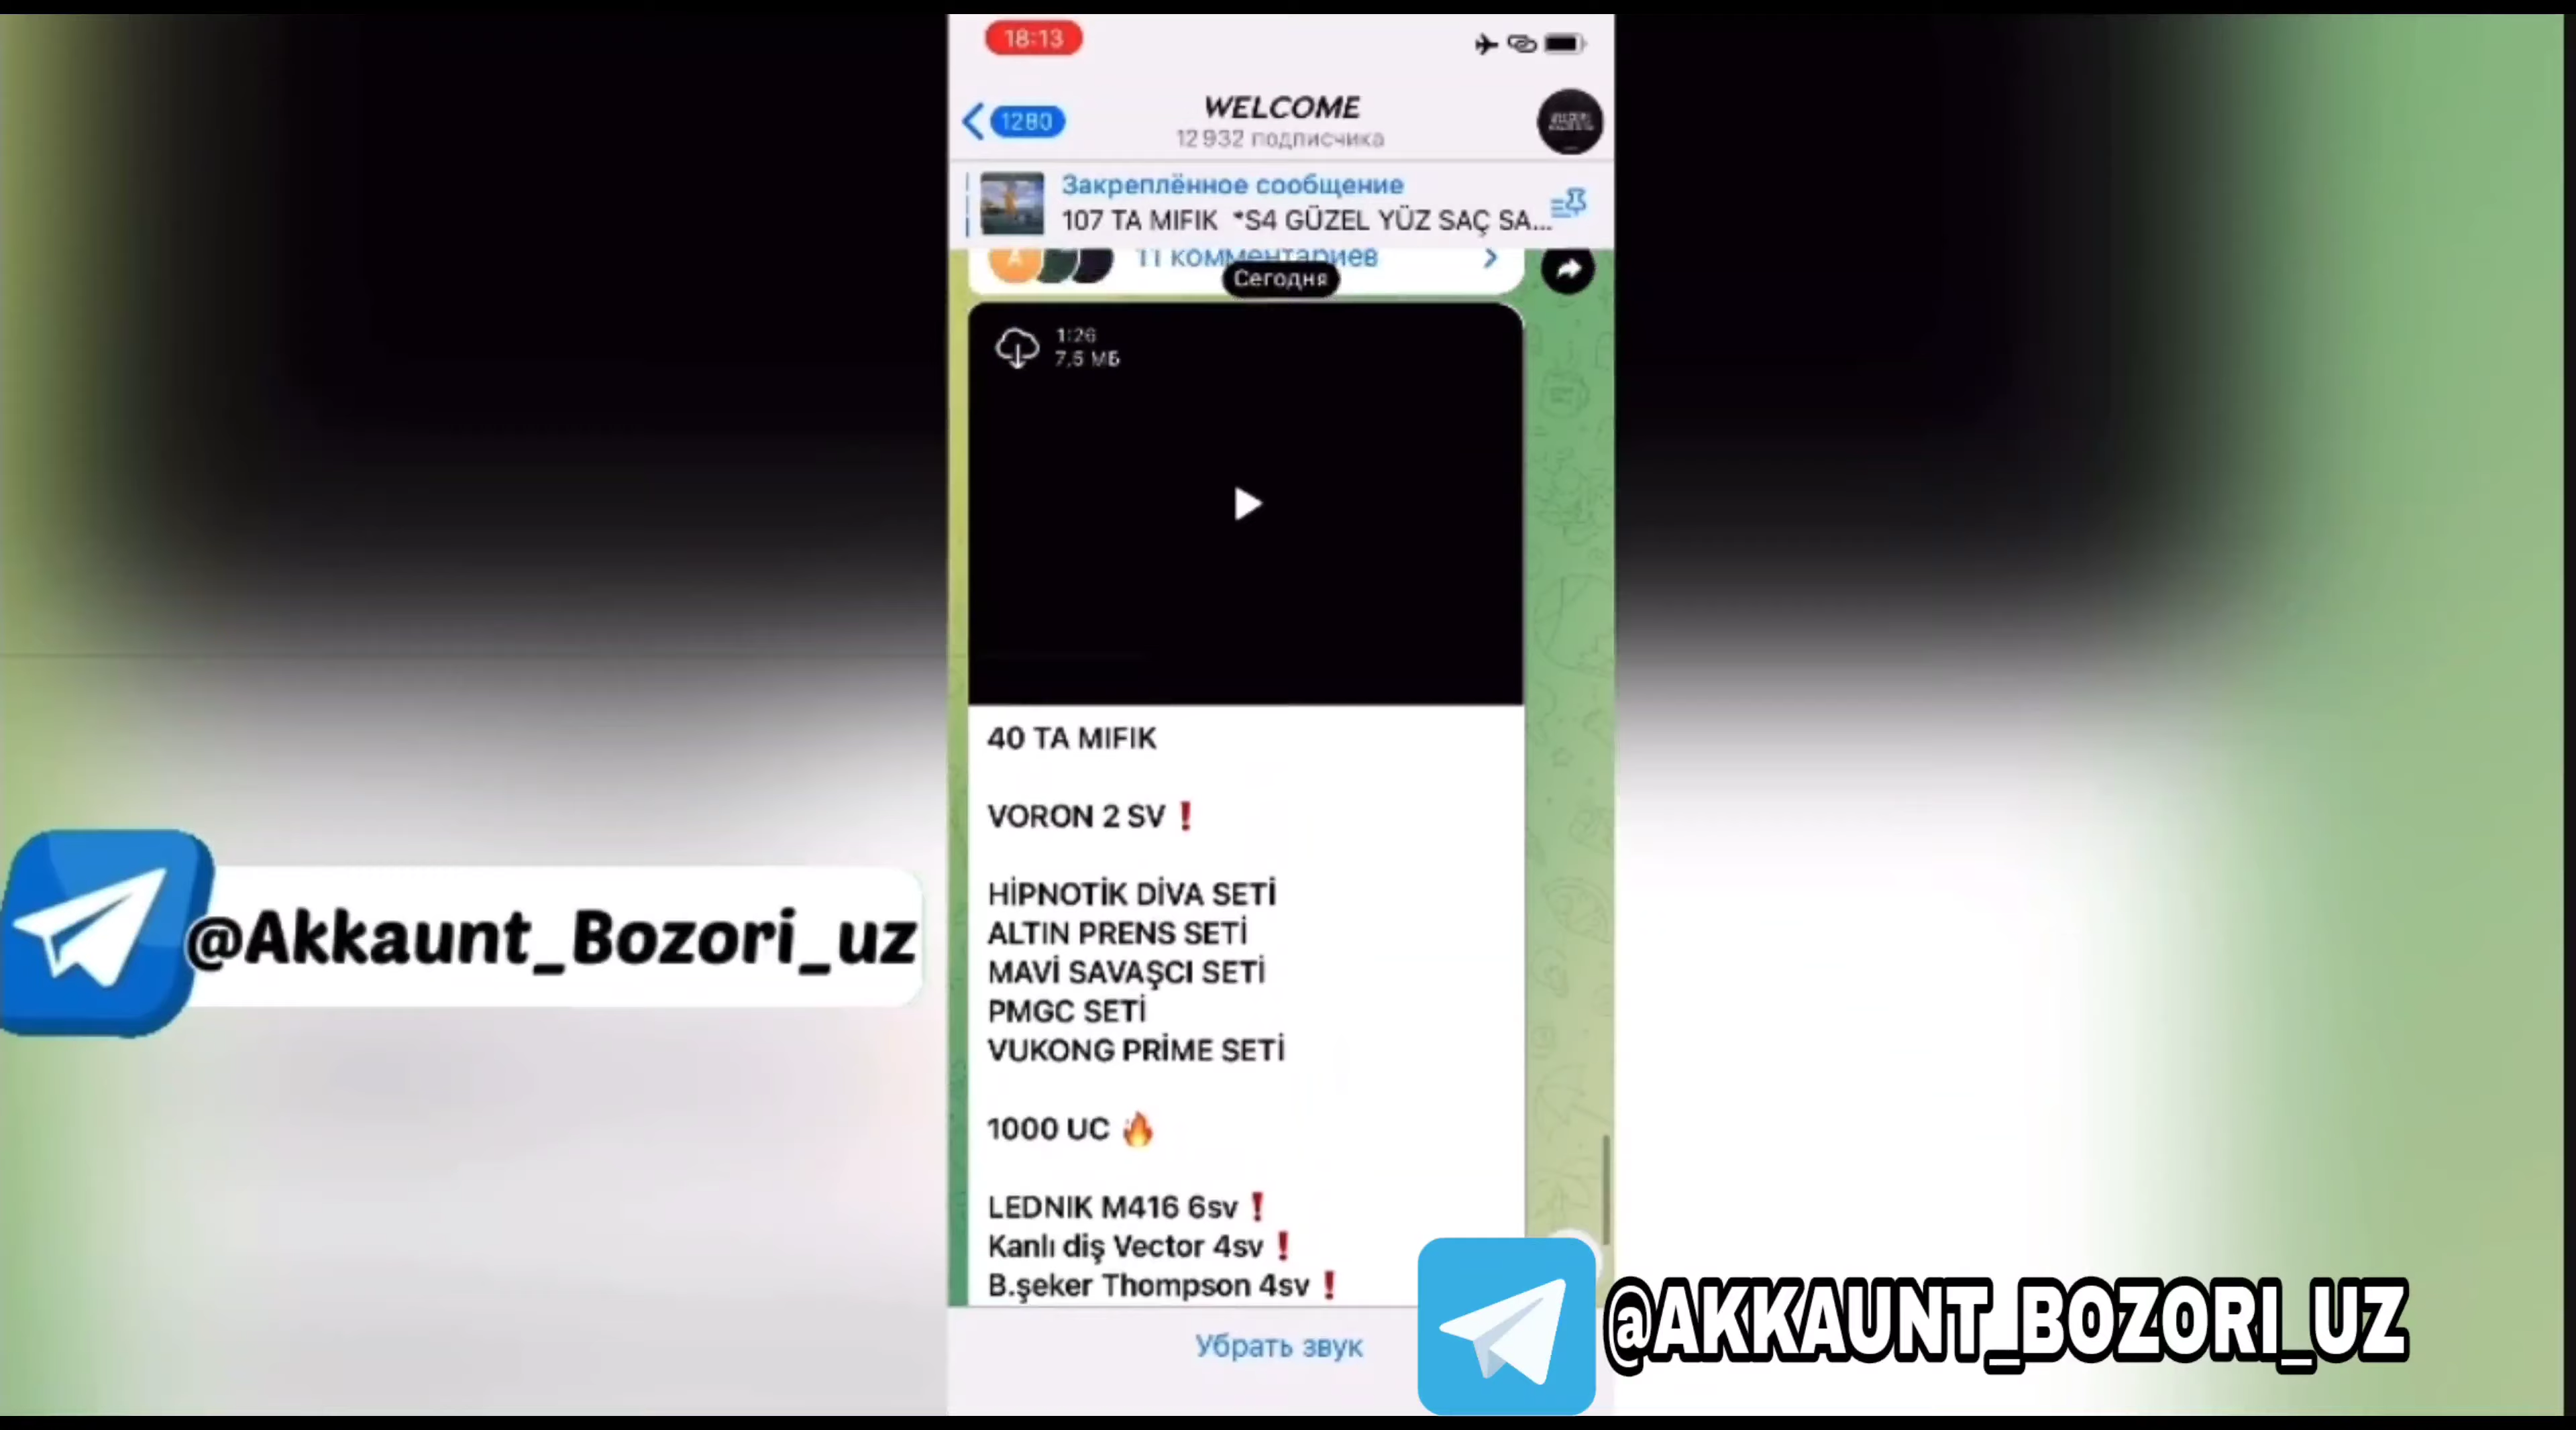 18:13
1280
WELCOME
12 932 подписчика
Закреплённое сообщение
107 TA MIFIK *S4 GÜZEL YÜZ SAÇ SA...
A
11 комментариев
Сегодня
1:26
7,5 МБ
40 TA MIFIK
VORON 2 SV❗
HİPNOTİK DİVA SETİ
ALTIN PRENS SETİ
MAVİ SAVAŞCI SETİ
PMGC SETİ
VUKONG PRİME SETİ
1000 UC 🔥
LEDNIK M416 6sv❗
Kanlı diş Vector 4sv❗
B.şeker Thompson 4sv❗
Убрать звук
@Akkaunt_Bozori_uz
@AKKAUNT_BOZORI_UZ